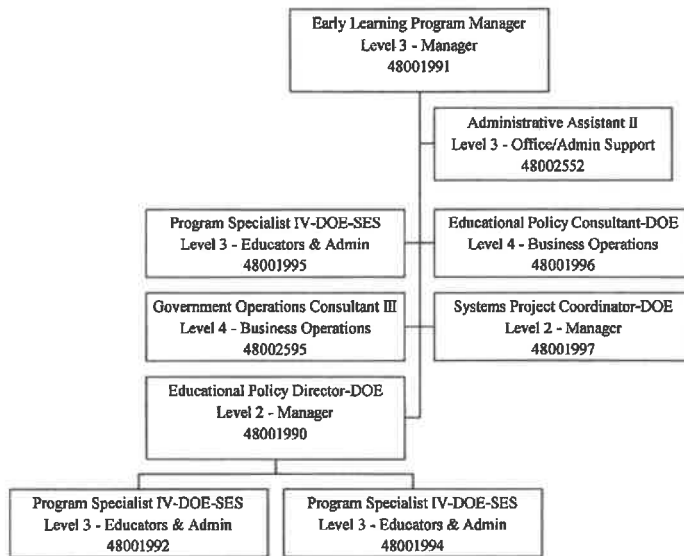 Early Learning Program Manager
Level 3 - Manager
48001991
Administrative Assistant II
Level 3 - Office/Admin Support
48002552
Program Specialist IV-DOE-SES
Level 3 - Educators & Admin
48001995
Educational Policy Consultant-DOE
Level 4 - Business Operations
48001996
Government Operations Consultant III
Level 4 - Business Operations
48002595
Systems Project Coordinator-DOE
Level 2 - Manager
48001997
Educational Policy Director-DOE
Level 2 - Manager
48001990
Program Specialist IV-DOE-SES
Level 3 - Educators & Admin
48001992
Program Specialist IV-DOE-SES
Level 3 - Educators & Admin
48001994